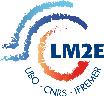 LM2E
UBO - CNRS - IFREMER